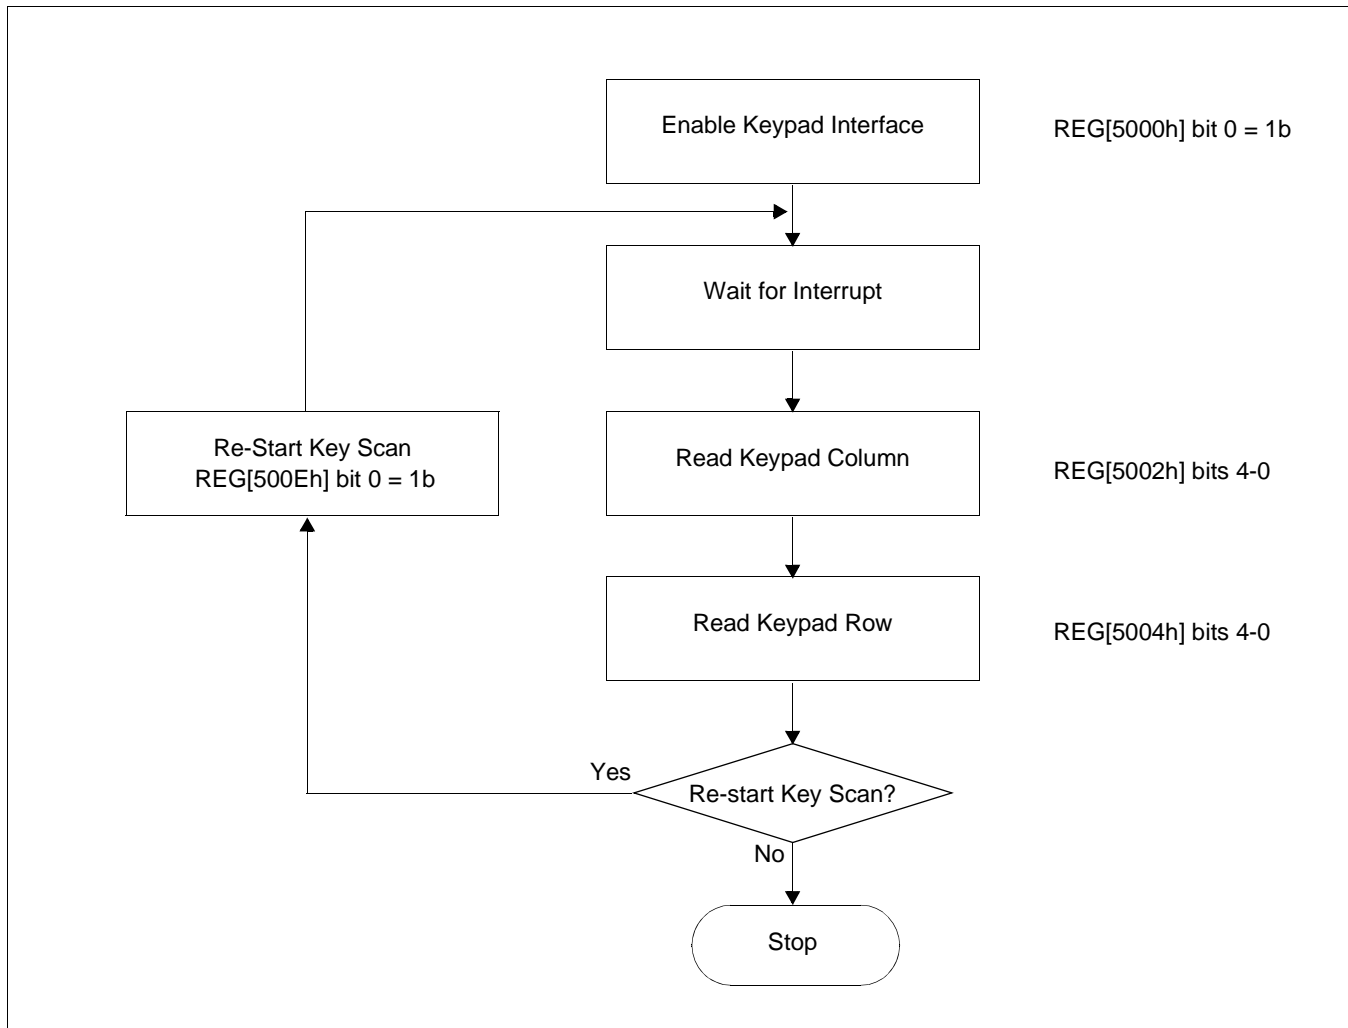 Enable Keypad Interface
REG[5000h] bit 0 = 1b
Wait for Interrupt
Re-Start Key Scan
REG[500Eh] bit 0 = 1b
Read Keypad Column
REG[5002h] bits 4-0
Read Keypad Row
REG[5004h] bits 4-0
Yes
Re-start Key Scan?
No
Stop